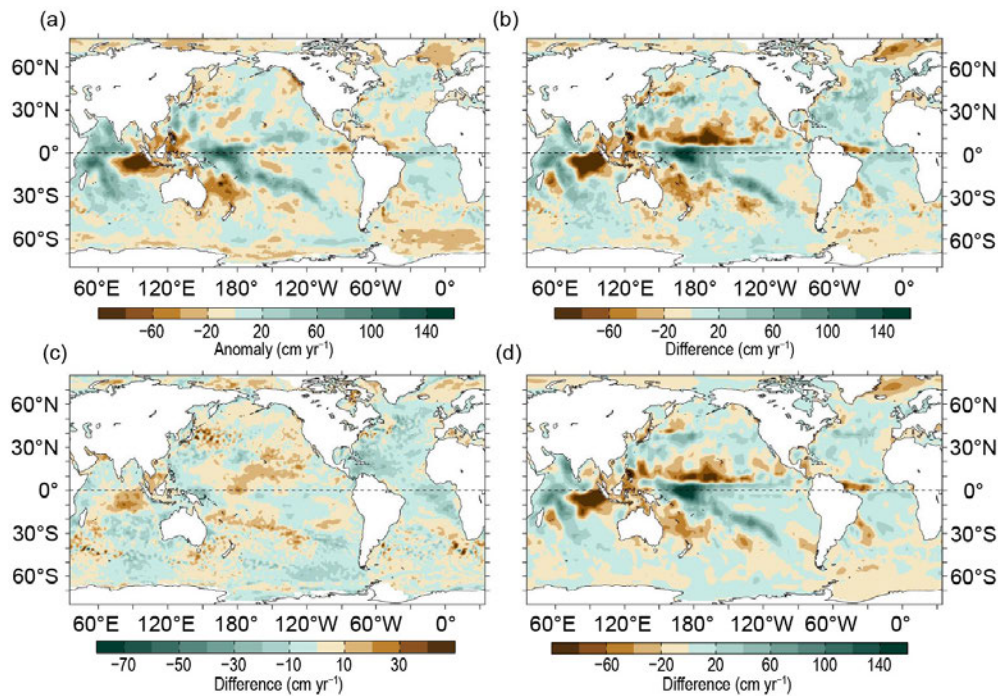 (a) (b)
60°N 60°N
30°N 30°N
0° 0°
30°S 30°S
60°S 60°S
60°E 120°E 180° 120°W 60°W 0° 60°E 120°E 180° 120°W 60°W 0°
−60 −20 20 60 100 140 −60 −20 20 60 100 140
Anomaly (cm yr⁻¹) Difference (cm yr⁻¹)
(c) (d)
60°N 60°N
30°N 30°N
0° 0°
30°S 30°S
60°S 60°S
60°E 120°E 180° 120°W 60°W 0° 60°E 120°E 180° 120°W 60°W 0°
−70 −50 −30 −10 10 30 −60 −20 20 60 100 140
Difference (cm yr⁻¹) Difference (cm yr⁻¹)